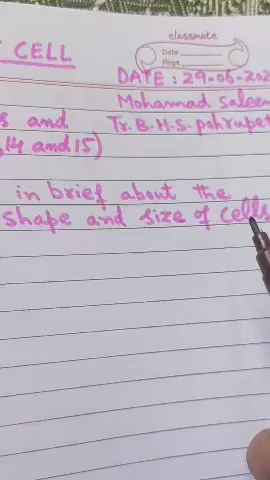 CELL
classmate
Date
Page
DATE : 29-06-202
Mohammad Saleem
and
Tr. B.H.S. Pohrupet
14 and 15)
in brief about the
shape and size of cells